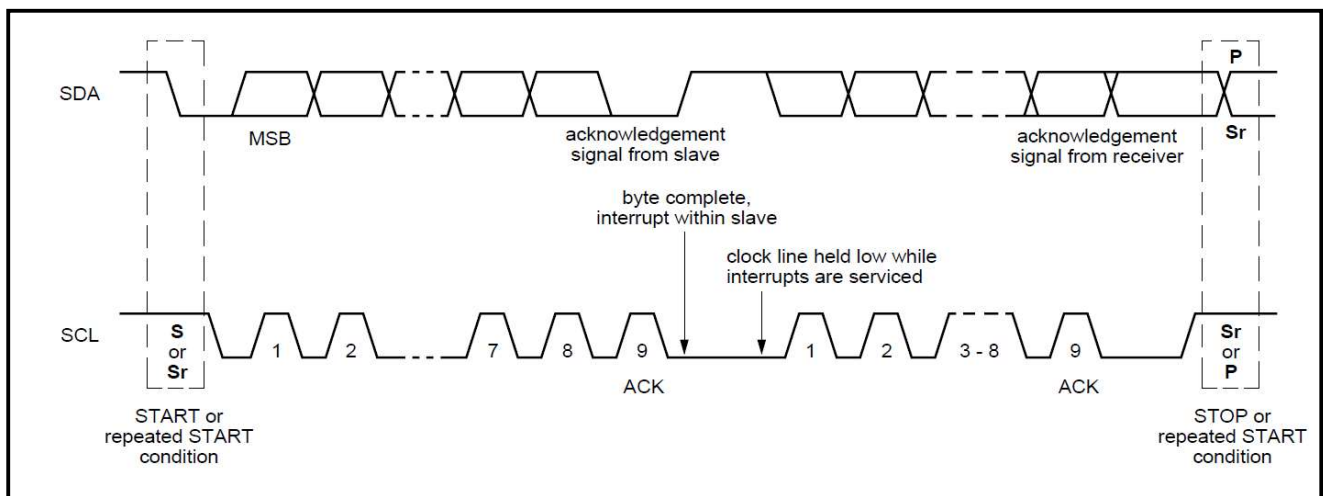 P
SDA
MSB
acknowledgement
signal from slave
acknowledgement
signal from receiver
Sr
byte complete,
interrupt within slave
clock line held low while
interrupts are serviced
SCL
S
or
Sr
1
2
7
8
9
1
2
3 - 8
9
Sr
or
P
ACK
ACK
START or
repeated START
condition
STOP or
repeated START
condition